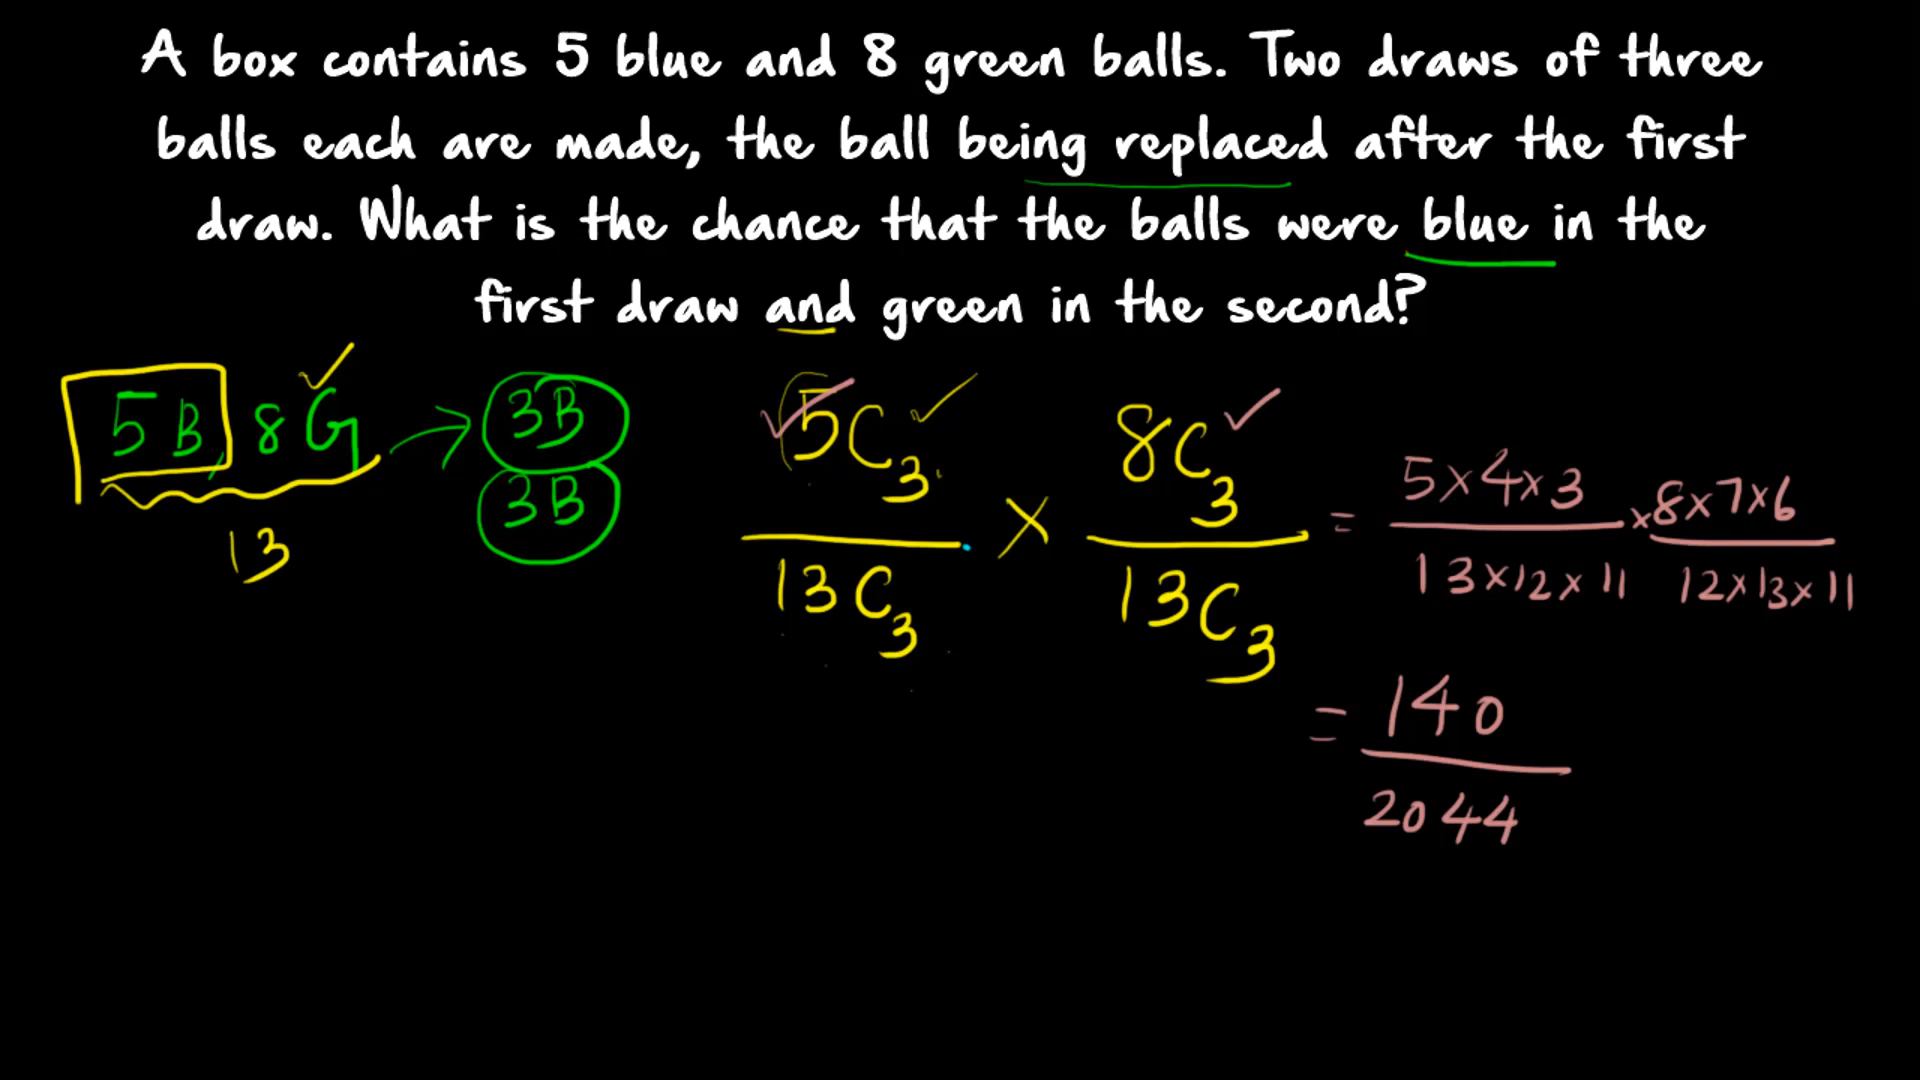 A box contains 5 blue and 8 green balls. Two draws of three
balls each are made, the ball being replaced after the first
draw. What is the chance that the balls were blue in the
first draw and green in the second?
5B, 8G → 3B
3B
13
5C3 / 13C3 × 8C3 / 13C3 = 5×4×3 / 13×12×11 × 8×7×6 / 12×13×11
= 140 / 2044